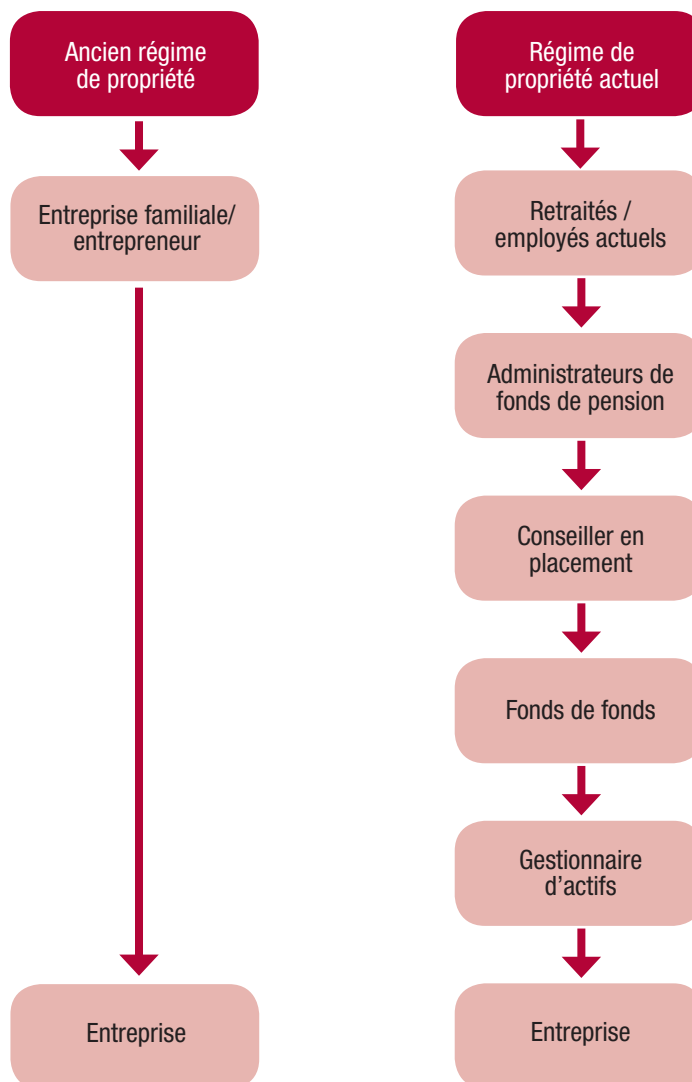 Ancien régime
de propriété
Entreprise familiale/
entrepreneur
Entreprise
Régime de
propriété actuel
Retraités /
employés actuels
Administrateurs de
fonds de pension
Conseiller en
placement
Fonds de fonds
Gestionnaire
d’actifs
Entreprise